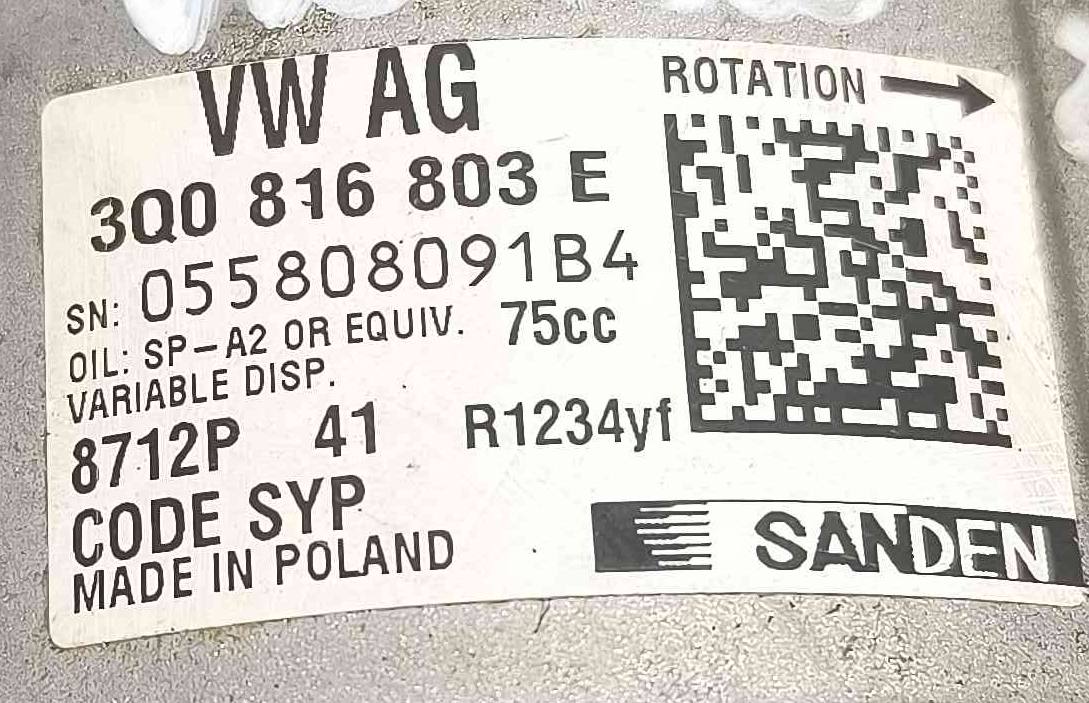 VW AG
ROTATION
3Q0 816 803 E
SN: 055808091B4
OIL: SP-A2 OR EQUIV. 75cc
VARIABLE DISP.
8712P 41 R1234yf
CODE SYP
MADE IN POLAND
SANDEN